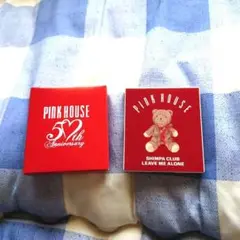 PINK HOUSE
50th
Anniversary
PINK HOUSE
SHIMPA CLUB
LEAVE ME ALONE